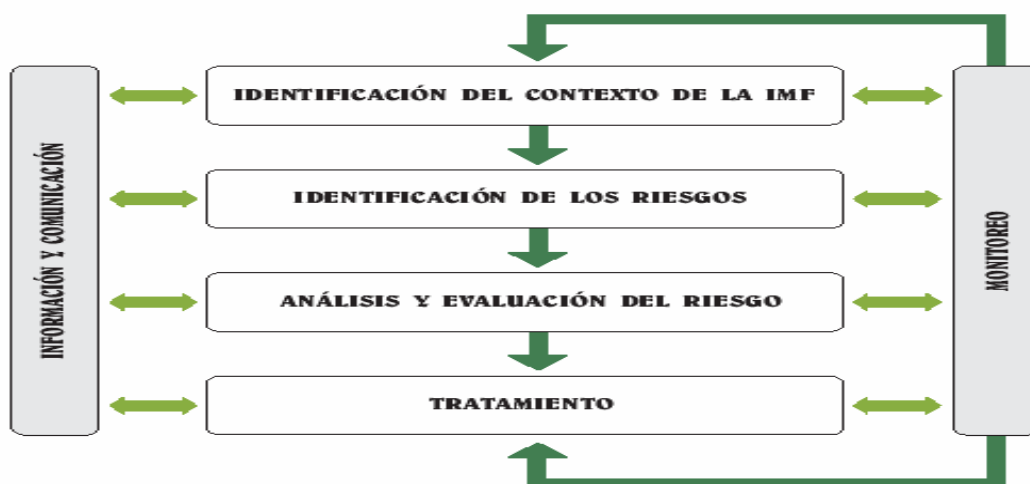 INFORMACIÓN Y COMUNICACIÓN
IDENTIFICACIÓN DEL CONTEXTO DE LA IMF
IDENTIFICACIÓN DE LOS RIESGOS
ANÁLISIS Y EVALUACIÓN DEL RIESGO
TRATAMIENTO
MONITOREO